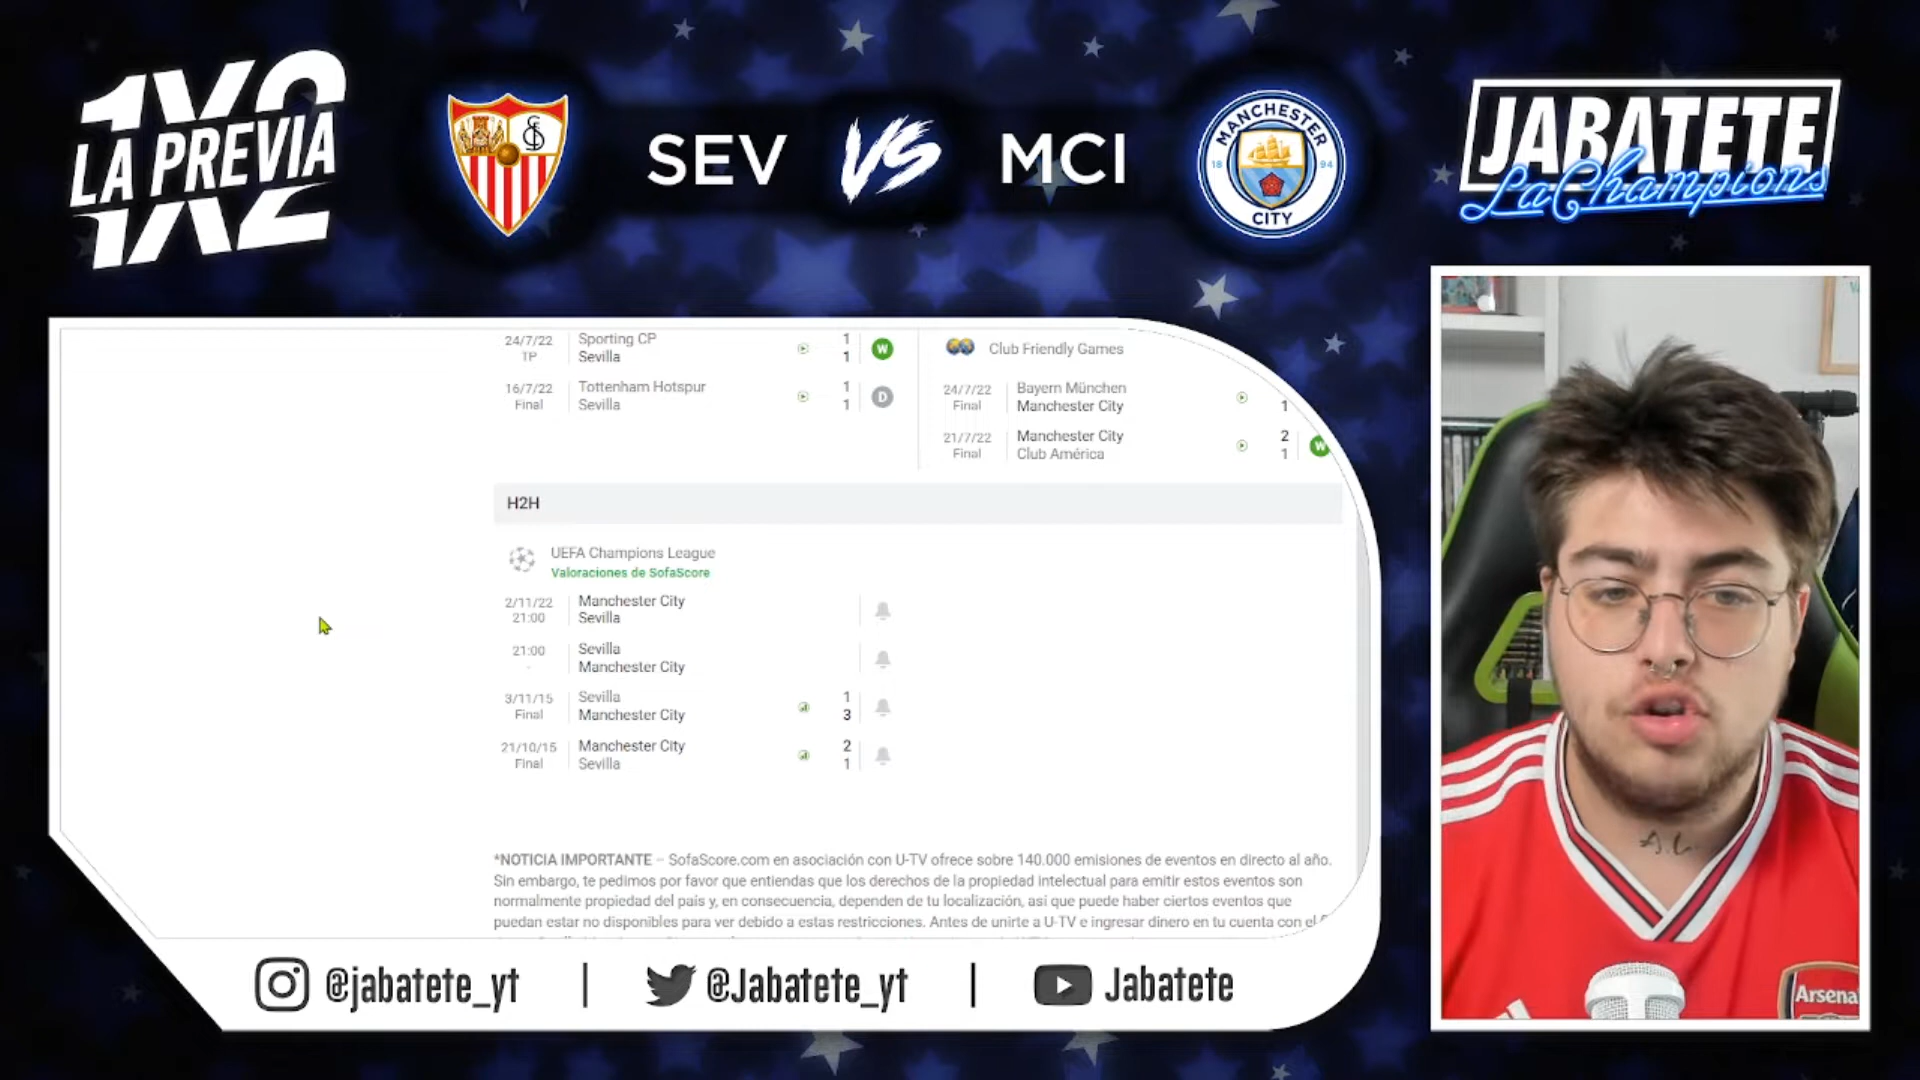 1X2
LA PREVIA
SEV VS MCI
MANCHESTER
18 94
CITY
JABATETE
LaChampions
24/7/22 Sporting CP 1
TP Sevilla 1 W
16/7/22 Tottenham Hotspur 1
Final Sevilla 1 D
Club Friendly Games
24/7/22 Bayern München
Final Manchester City 1
21/7/22 Manchester City 2
Final Club América 1 W
H2H
UEFA Champions League
Valoraciones de SofaScore
2/11/22 Manchester City
21:00 Sevilla
21:00 Sevilla
- Manchester City
3/11/15 Sevilla 1
Final Manchester City 3
21/10/15 Manchester City 2
Final Sevilla 1
*NOTICIA IMPORTANTE – SofaScore.com en asociación con U-TV ofrece sobre 140.000 emisiones de eventos en directo al año.
Sin embargo, te pedimos por favor que entiendas que los derechos de la propiedad intelectual para emitir estos eventos son
normalmente propiedad del país y, en consecuencia, dependen de tu localización, así que puede haber ciertos eventos que
puedan estar no disponibles para ver debido a estas restricciones. Antes de unirte a U-TV e ingresar dinero en tu cuenta con el
@jabatete_yt | @Jabatete_yt | Jabatete
A.C.
Arsenal